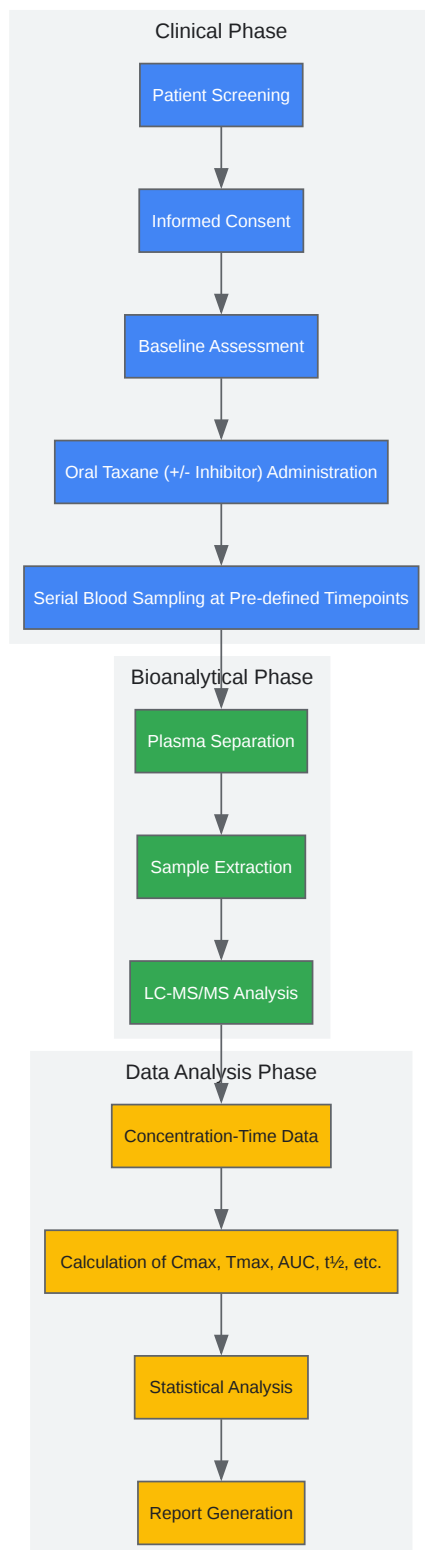 Clinical Phase
Patient Screening
Informed Consent
Baseline Assessment
Oral Taxane (+/- Inhibitor) Administration
Serial Blood Sampling at Pre-defined Timepoints
Bioanalytical Phase
Plasma Separation
Sample Extraction
LC-MS/MS Analysis
Data Analysis Phase
Concentration-Time Data
Calculation of Cmax, Tmax, AUC, t½, etc.
Statistical Analysis
Report Generation